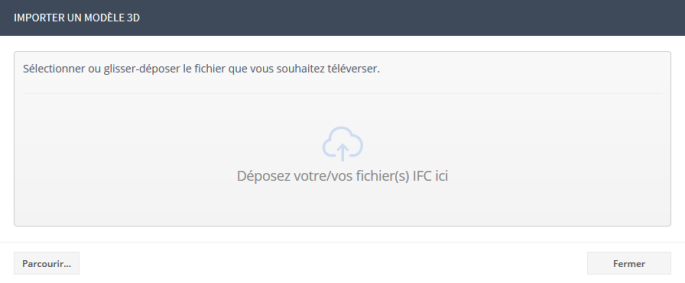 IMPORTER UN MODÈLE 3D
Sélectionner ou glisser-déposer le fichier que vous souhaitez téléverser.
Déposez votre/vos fichier(s) IFC ici
Parcourir...
Fermer